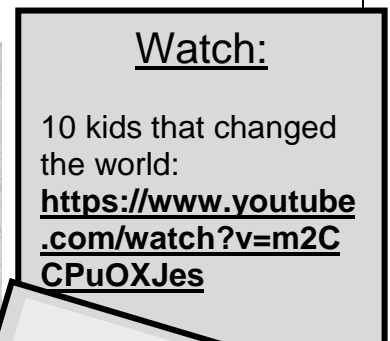 Watch:
10 kids that changed
the world:
https://www.youtube
.com/watch?v=m2C
CPuOXJes